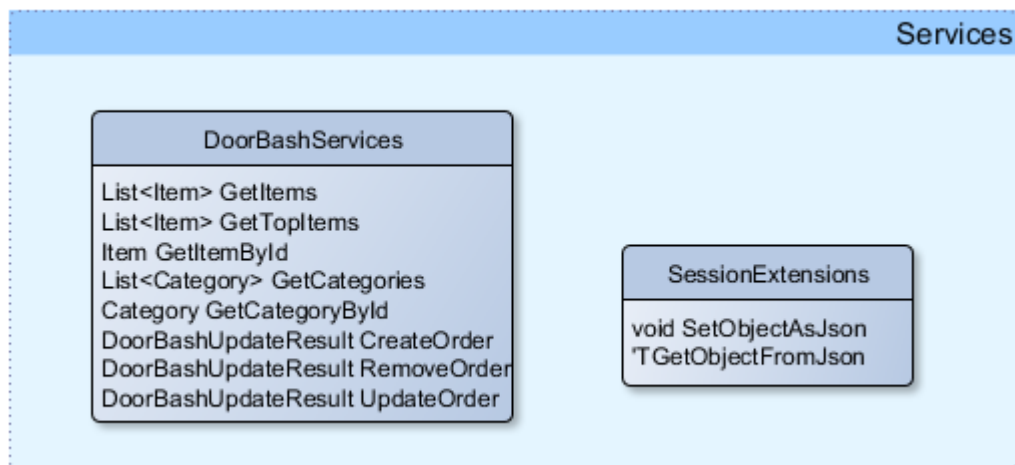 Services
DoorBashServices
List<Item> GetItems
List<Item> GetTopItems
Item GetItemById
List<Category> GetCategories
Category GetCategoryById
DoorBashUpdateResult CreateOrder
DoorBashUpdateResult RemoveOrder
DoorBashUpdateResult UpdateOrder
SessionExtensions
void SetObjectAsJson
'TGetObjectFromJson